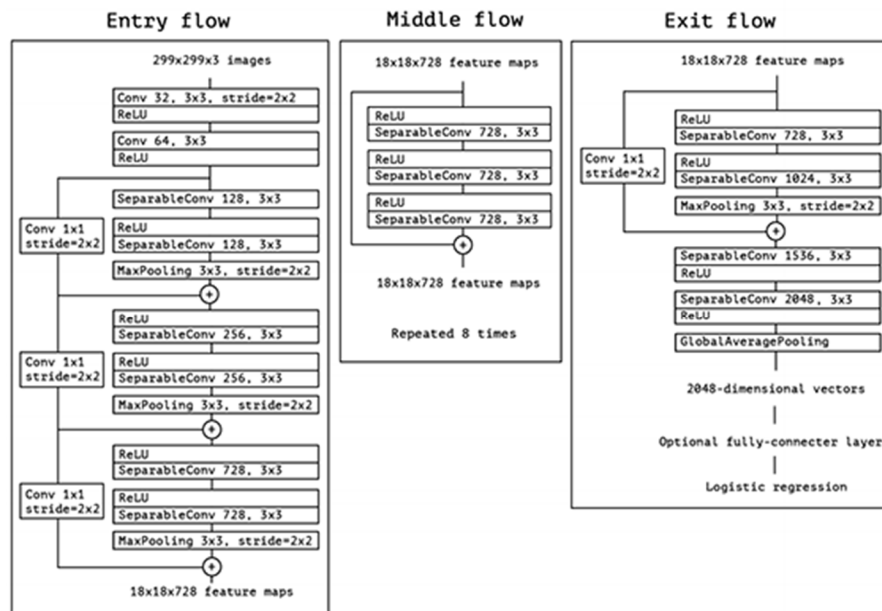 Entry flow
299x299x3 images
Conv 32, 3x3, stride=2x2
ReLU
Conv 64, 3x3
ReLU
SeparableConv 128, 3x3
ReLU
SeparableConv 128, 3x3
MaxPooling 3x3, stride=2x2
Conv 1x1
stride=2x2
ReLU
SeparableConv 256, 3x3
ReLU
SeparableConv 256, 3x3
MaxPooling 3x3, stride=2x2
Conv 1x1
stride=2x2
ReLU
SeparableConv 728, 3x3
ReLU
SeparableConv 728, 3x3
MaxPooling 3x3, stride=2x2
Conv 1x1
stride=2x2
18x18x728 feature maps
Middle flow
18x18x728 feature maps
ReLU
SeparableConv 728, 3x3
ReLU
SeparableConv 728, 3x3
ReLU
SeparableConv 728, 3x3
18x18x728 feature maps
Repeated 8 times
Exit flow
18x18x728 feature maps
ReLU
SeparableConv 728, 3x3
ReLU
SeparableConv 1024, 3x3
MaxPooling 3x3, stride=2x2
Conv 1x1
stride=2x2
SeparableConv 1536, 3x3
ReLU
SeparableConv 2048, 3x3
ReLU
GlobalAveragePooling
2048-dimensional vectors
Optional fully-connecter layer
Logistic regression